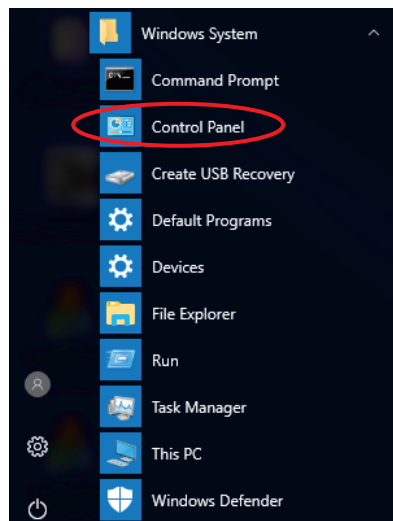 Windows System
Command Prompt
Control Panel
Create USB Recovery
Default Programs
Devices
File Explorer
Run
Task Manager
This PC
Windows Defender